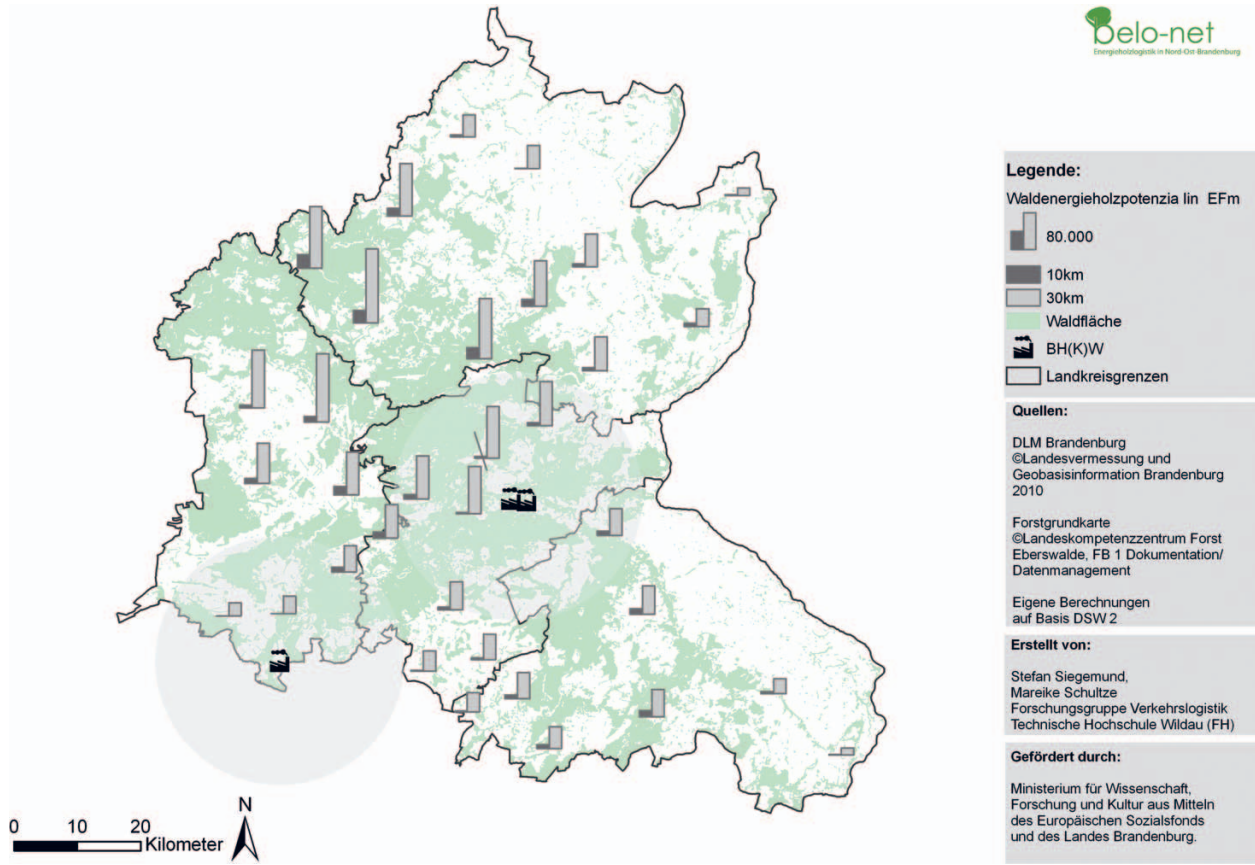 belo-net
Energieholzlogistik in Nord-Ost-Brandenburg
Legende:
Waldenergieholzpotenzia lin EFm
80.000
10km
30km
Waldfläche
BH(K)W
Landkreisgrenzen
Quellen:
DLM Brandenburg
©Landesvermessung und
Geobasisinformation Brandenburg
2010
Forstgrundkarte
©Landeskompetenzzentrum Forst
Eberswalde, FB 1 Dokumentation/
Datenmanagement
Eigene Berechnungen
auf Basis DSW 2
Erstellt von:
Stefan Siegemund,
Mareike Schultze
Forschungsgruppe Verkehrslogistik
Technische Hochschule Wildau (FH)
Gefördert durch:
Ministerium für Wissenschaft,
Forschung und Kultur aus Mitteln
des Europäischen Sozialsfonds
und des Landes Brandenburg.
N
0 10 20
Kilometer